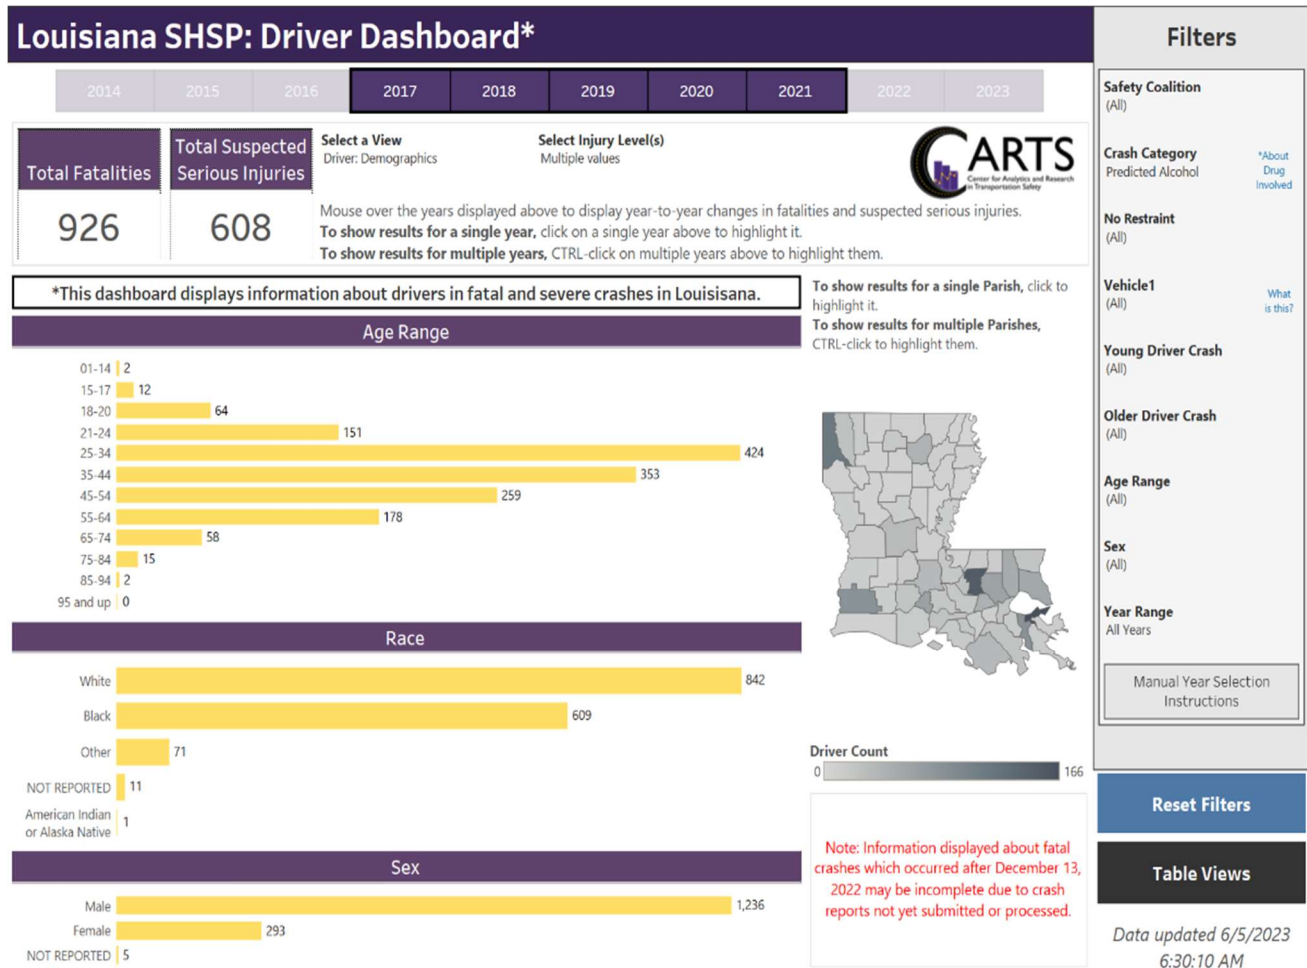 Louisiana SHSP: Driver Dashboard*
2014 2015 2016 2017 2018 2019 2020 2021 2022 2023
Total Fatalities
926
Total Suspected
Serious Injuries
608
Select a View
Driver: Demographics
Select Injury Level(s)
Multiple values
CARTS
Center for Analytics and Research
in Transportation Safety
Mouse over the years displayed above to display year-to-year changes in fatalities and suspected serious injuries.
To show results for a single year, click on a single year above to highlight it.
To show results for multiple years, CTRL-click on multiple years above to highlight them.
*This dashboard displays information about drivers in fatal and severe crashes in Louisisana.
Age Range
01-14 2
15-17 12
18-20 64
21-24 151
25-34 424
35-44 353
45-54 259
55-64 178
65-74 58
75-84 15
85-94 2
95 and up 0
Race
White 842
Black 609
Other 71
NOT REPORTED 11
American Indian
or Alaska Native 1
Sex
Male 1,236
Female 293
NOT REPORTED 5
To show results for a single Parish, click to
highlight it.
To show results for multiple Parishes,
CTRL-click to highlight them.
Driver Count
0 166
Note: Information displayed about fatal
crashes which occurred after December 13,
2022 may be incomplete due to crash
reports not yet submitted or processed.
Filters
Safety Coalition
(All)
Crash Category
Predicted Alcohol
*About
Drug
Involved
No Restraint
(All)
Vehicle1
(All)
What
is this?
Young Driver Crash
(All)
Older Driver Crash
(All)
Age Range
(All)
Sex
(All)
Year Range
All Years
Manual Year Selection
Instructions
Reset Filters
Table Views
Data updated 6/5/2023
6:30:10 AM